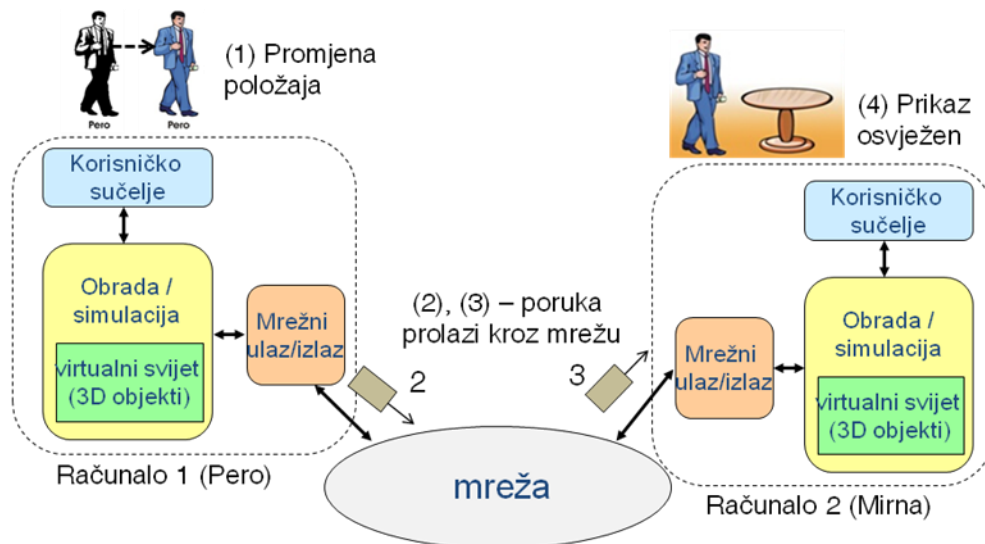 Pero
Pero
(1) Promjena
položaja
Korisničko
sučelje
Obrada /
simulacija
virtualni svijet
(3D objekti)
Mrežni
ulaz/izlaz
Računalo 1 (Pero)
(2), (3) – poruka
prolazi kroz mrežu
2
3
mreža
(4) Prikaz
osvježen
Korisničko
sučelje
Mrežni
ulaz/izlaz
Obrada /
simulacija
virtualni svijet
(3D objekti)
Računalo 2 (Mirna)